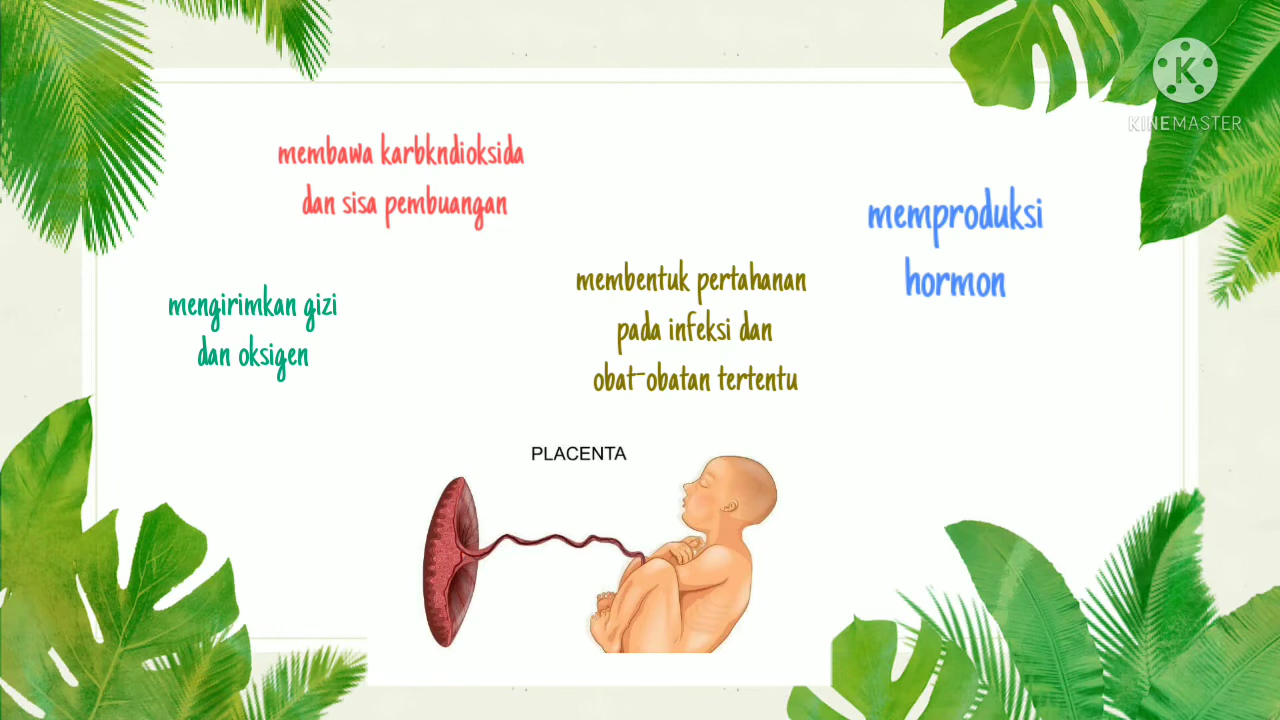 K
KINEMASTER
membawa karbkndioksida
dan sisa pembuangan
memproduksi
hormon
mengirimkan gizi
dan oksigen
membentuk pertahanan
pada infeksi dan
obat-obatan tertentu
PLACENTA